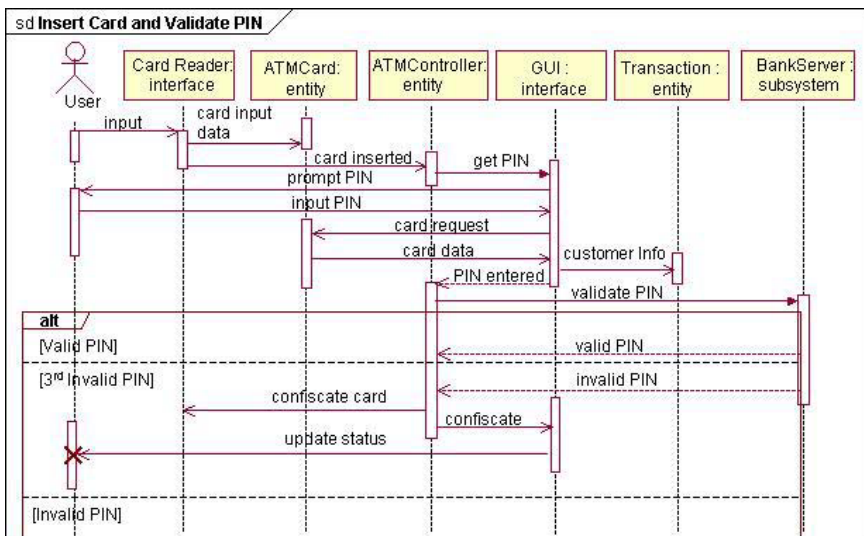 sd Insert Card and Validate PIN
User
Card Reader:
interface
ATMCard:
entity
ATMController:
entity
GUI :
interface
Transaction :
entity
BankServer :
subsystem
input
card input
data
card inserted
get PIN
prompt PIN
input PIN
card request
card data
customer Info
PIN entered
validate PIN
alt
[Valid PIN]
valid PIN
[3rd Invalid PIN]
invalid PIN
confiscate card
confiscate
update status
[Invalid PIN]